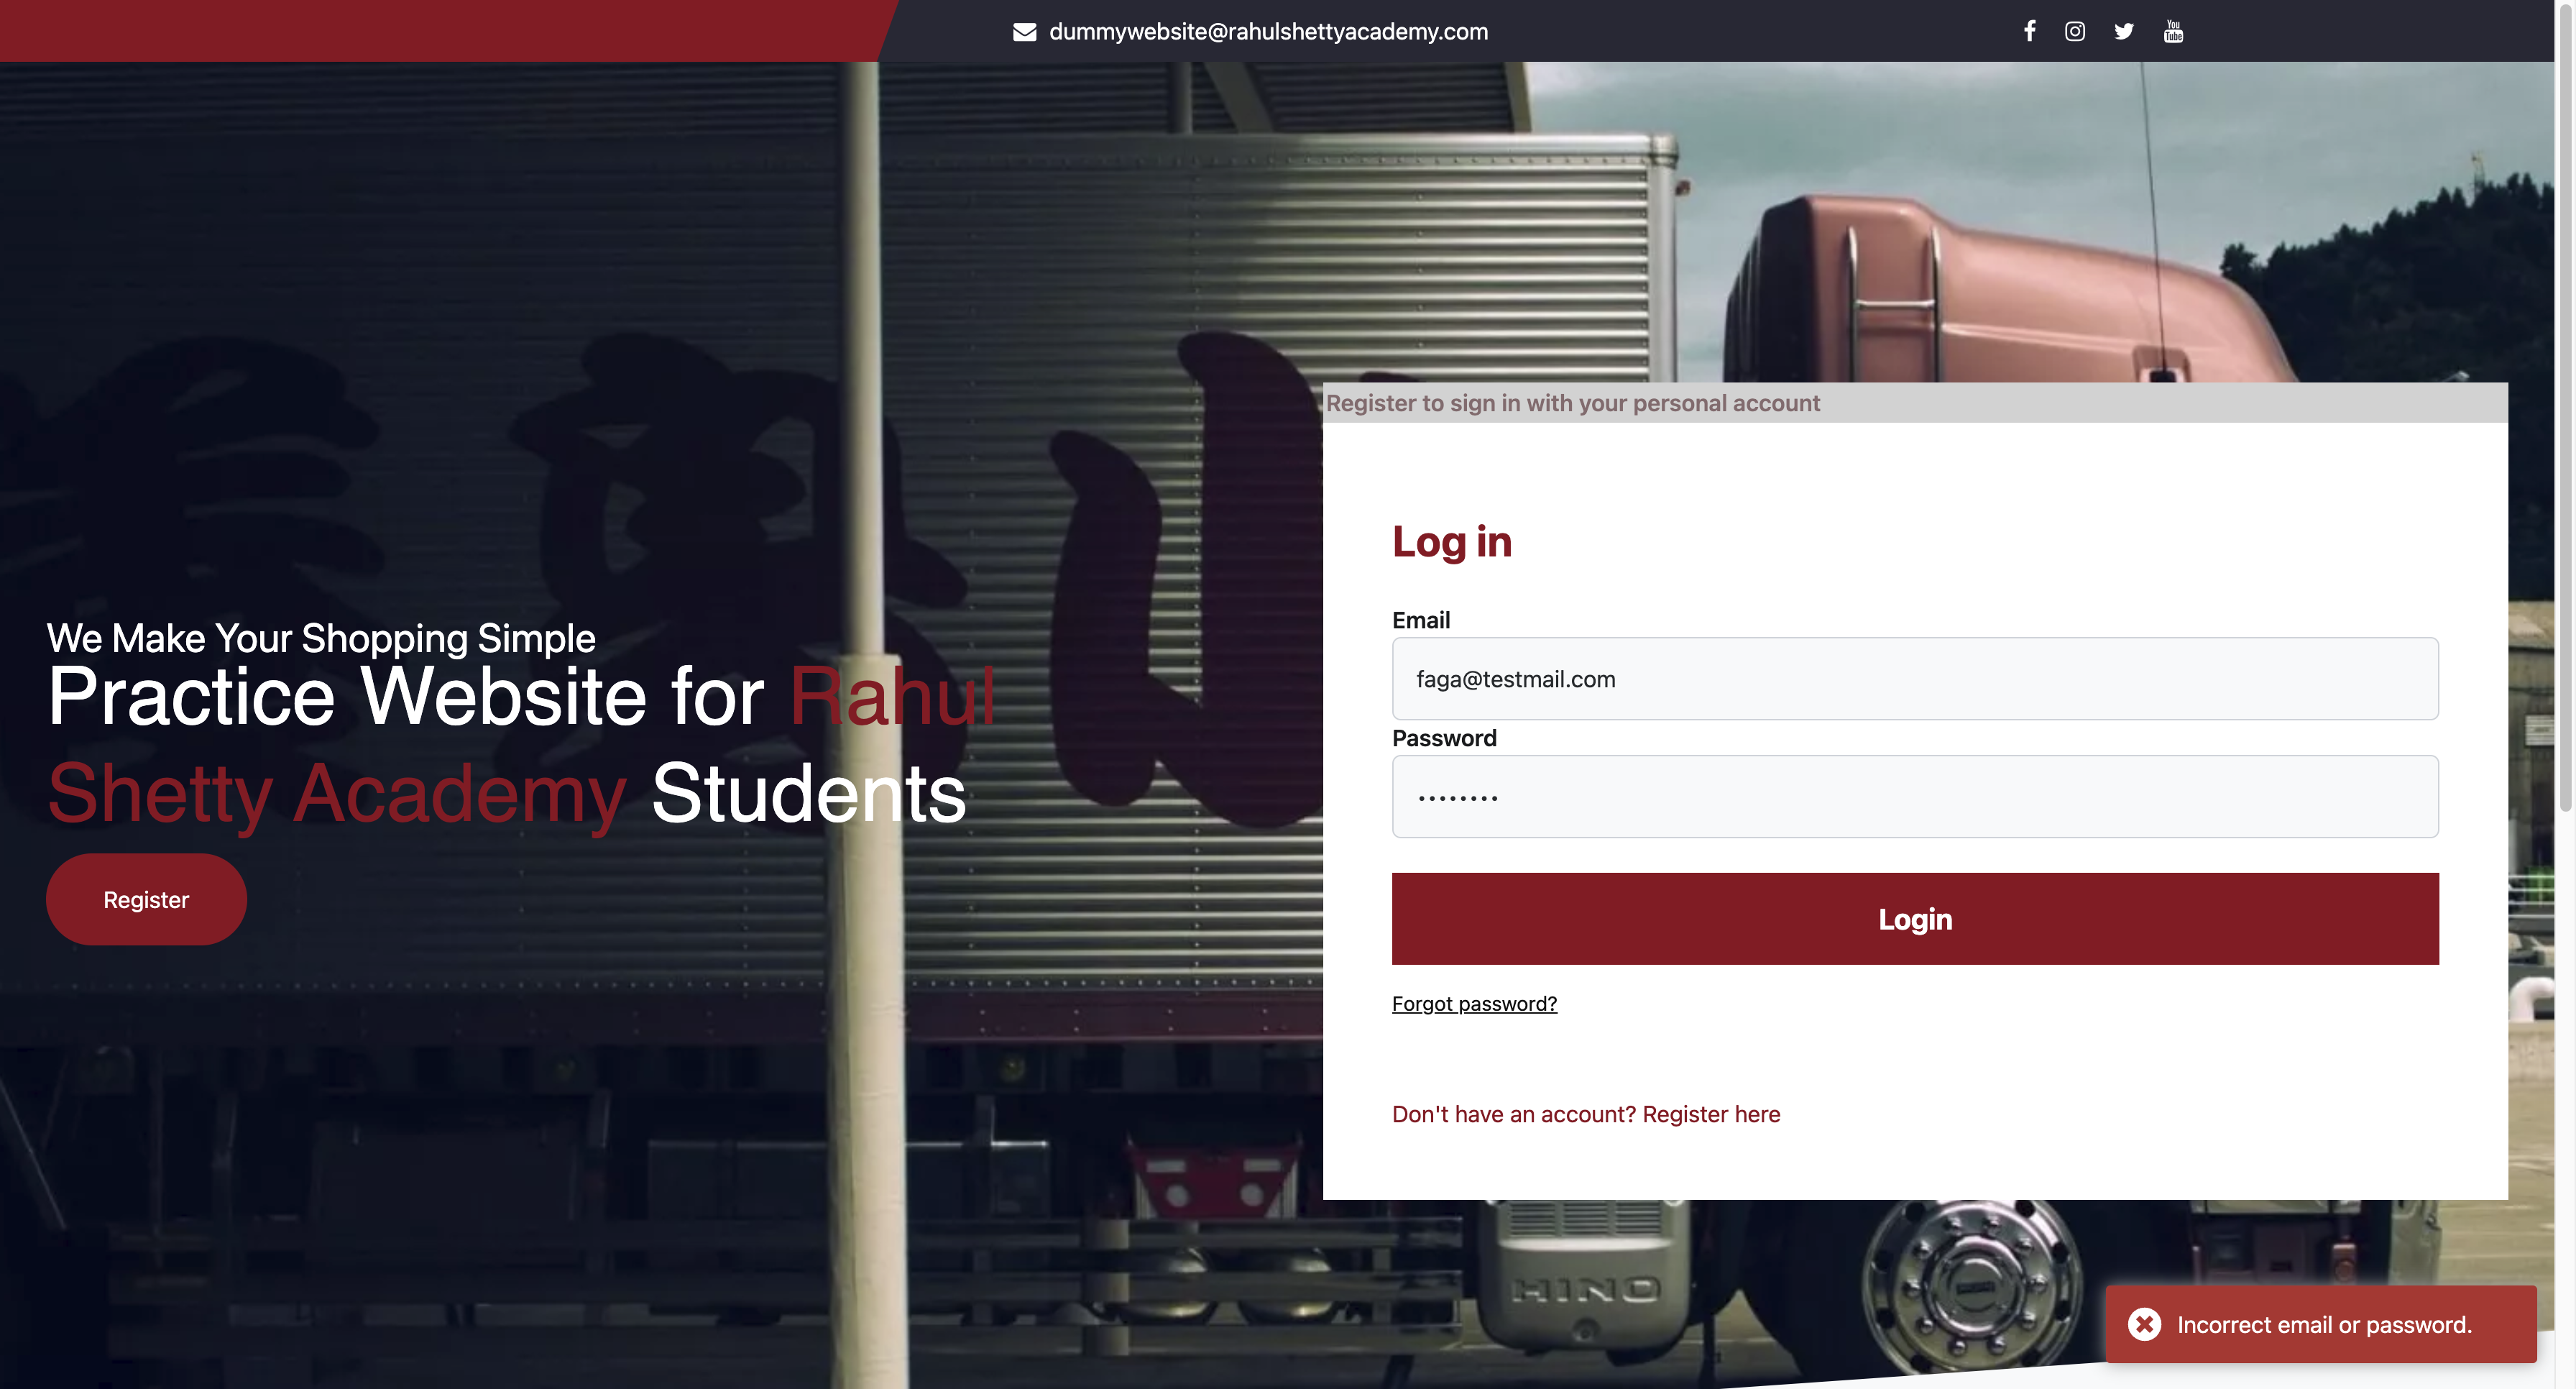 dummywebsite@rahulshettyacademy.com
You
Tube
We Make Your Shopping Simple
Practice Website for Rahul
Shetty Academy Students
Register
Register to sign in with your personal account
Log in
Email
faga@testmail.com
Password
••••••••
Login
Forgot password?
Don't have an account? Register here
HINO
Incorrect email or password.